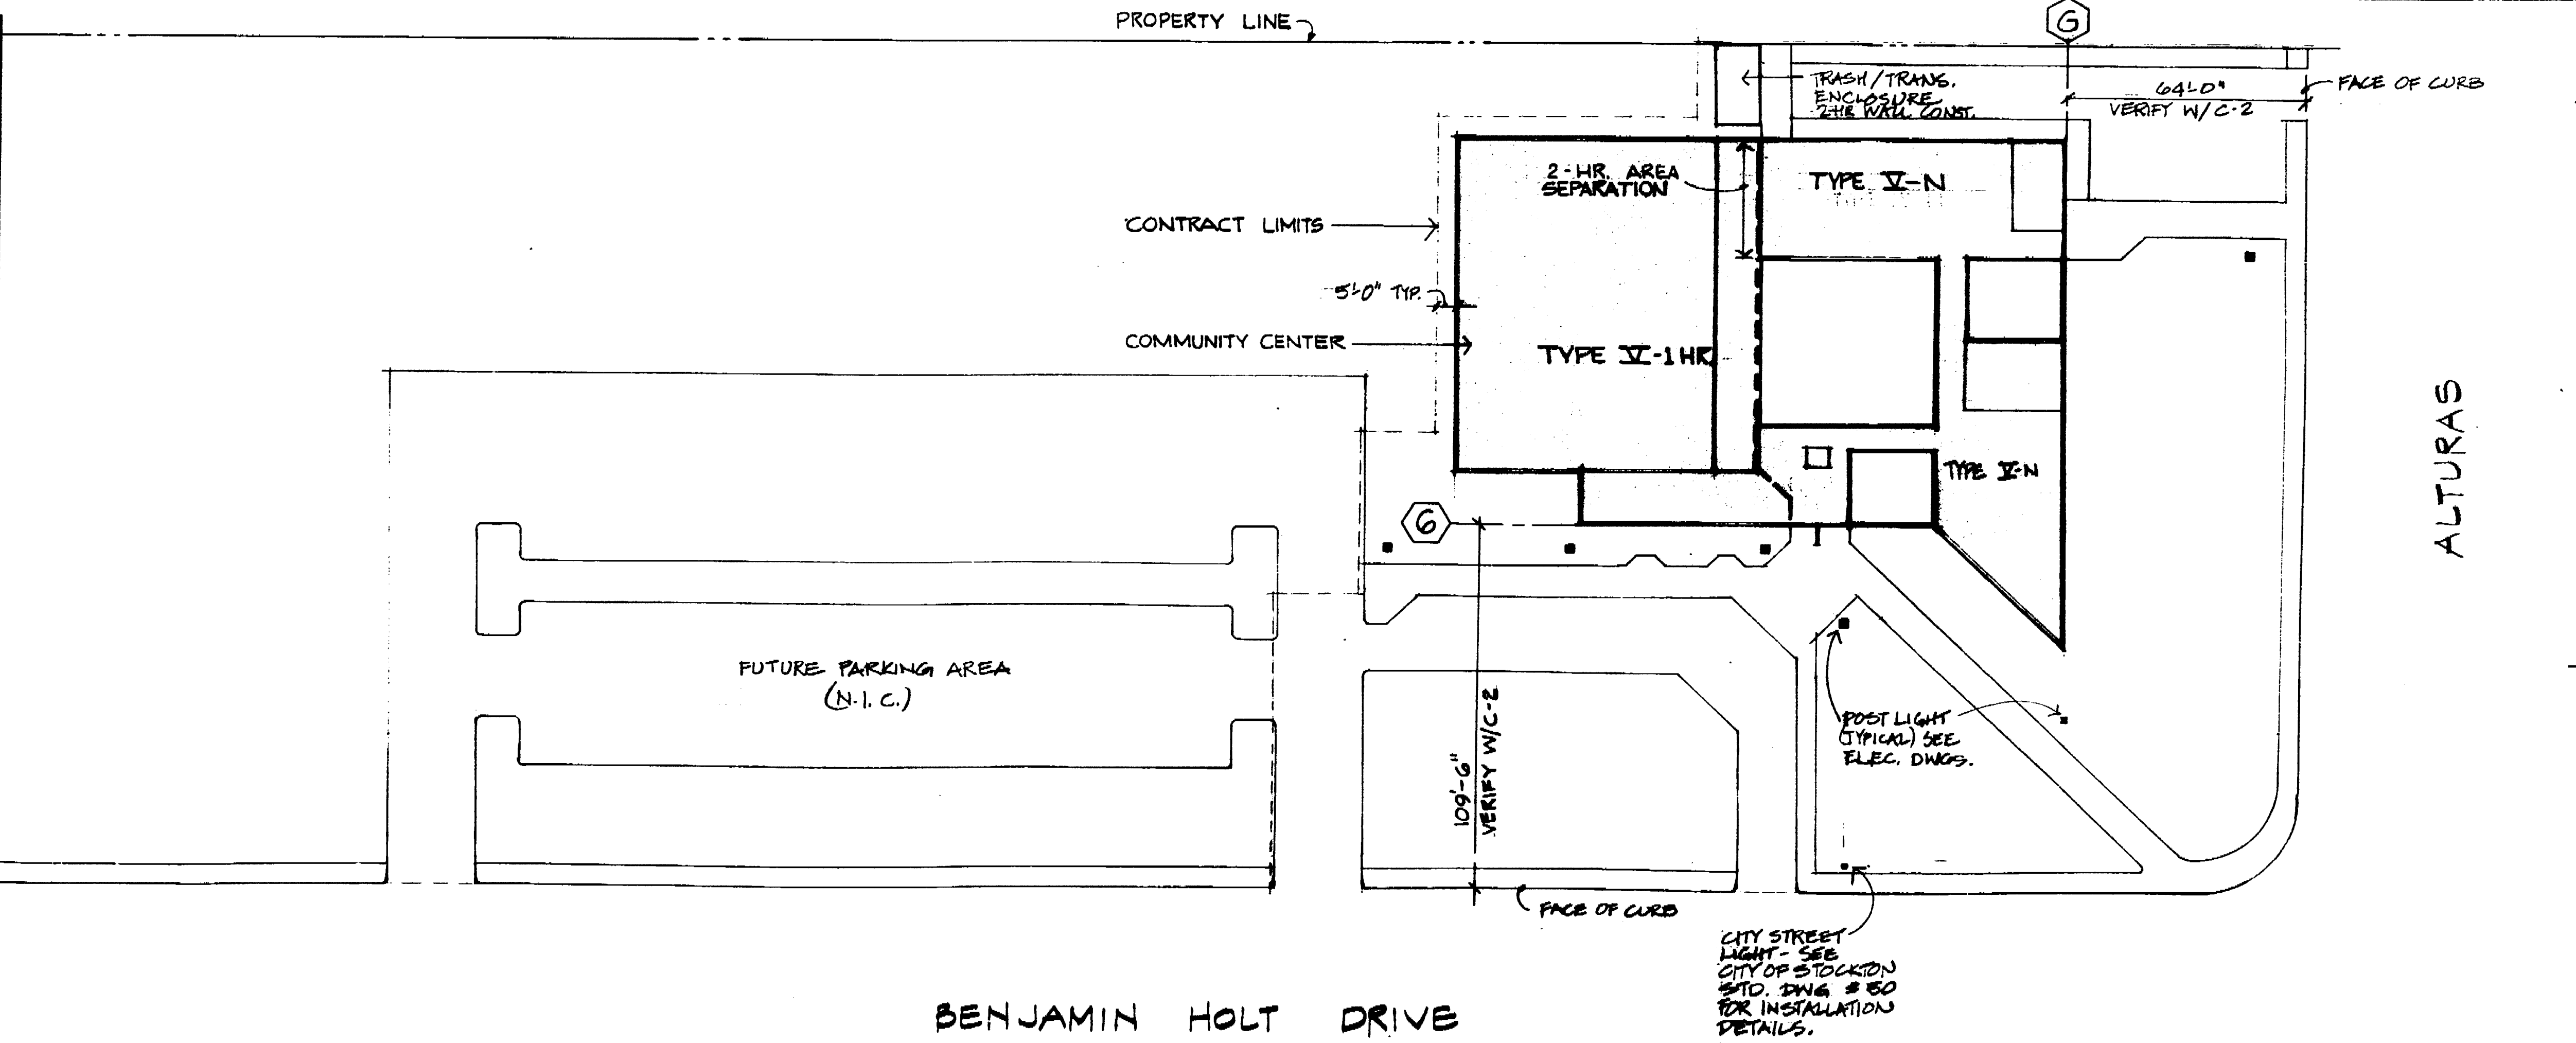 PROPERTY LINE
G
TRASH/TRANS.
ENCLOSURE
2-HR WALL CONST.
64'-0"
VERIFY W/C-2
FACE OF CURB
2-HR. AREA
SEPARATION
TYPE V-N
CONTRACT LIMITS
5'-0" TYP.
COMMUNITY CENTER
TYPE V-1HR
TYPE V-N
ALTURAS
6
FUTURE PARKING AREA
(N.I.C.)
109'-6"
VERIFY W/C-2
POST LIGHT
(TYPICAL) SEE
ELEC. DWGS.
FACE OF CURB
CITY STREET
LIGHT - SEE
CITY OF STOCKTON
STD. DWG # 50
FOR INSTALLATION
DETAILS.
BENJAMIN HOLT DRIVE